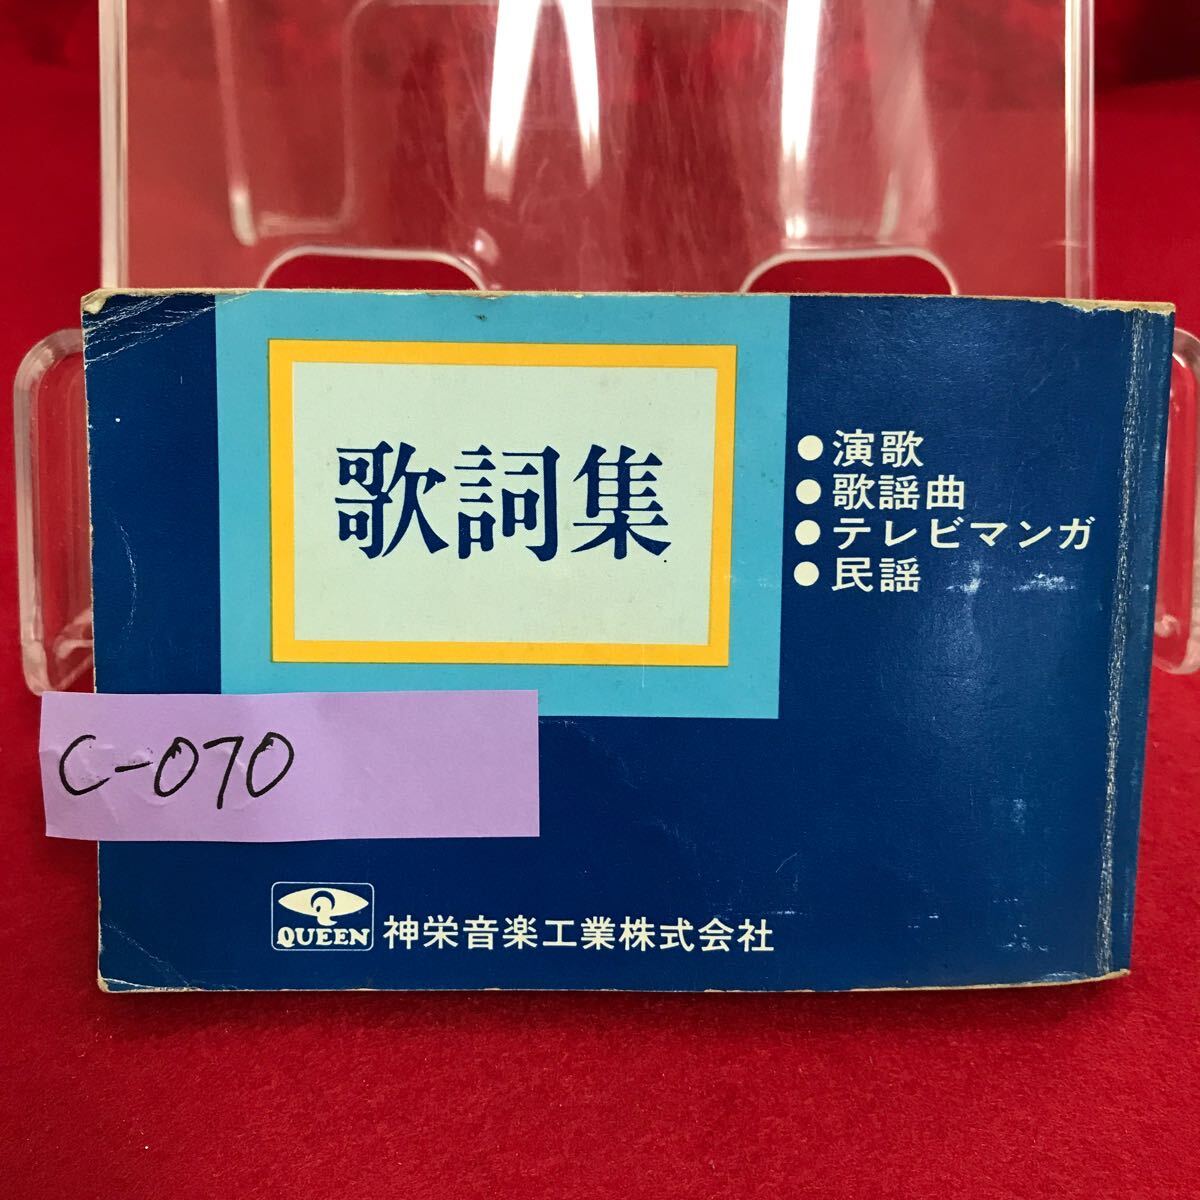 歌詞集
●演歌
●歌謡曲
●テレビマンガ
●民謡
C-070
QUEEN
神栄音楽工業株式会社